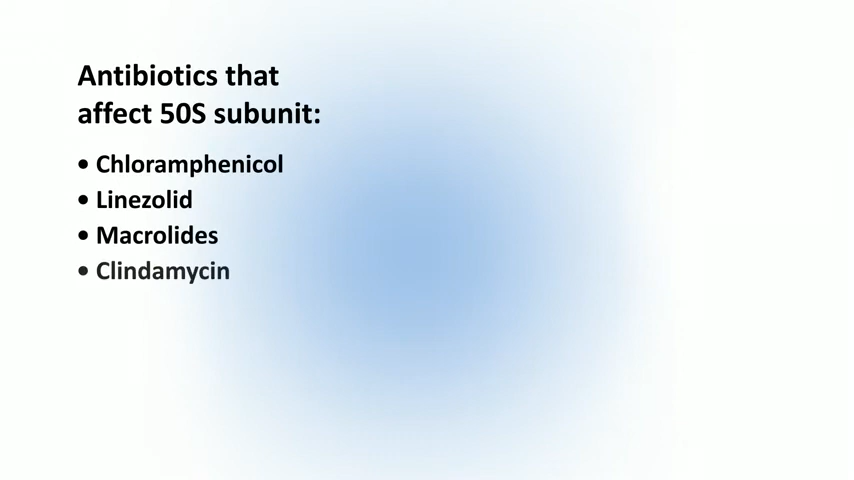 Antibiotics that
affect 50S subunit:
• Chloramphenicol
• Linezolid
• Macrolides
• Clindamycin